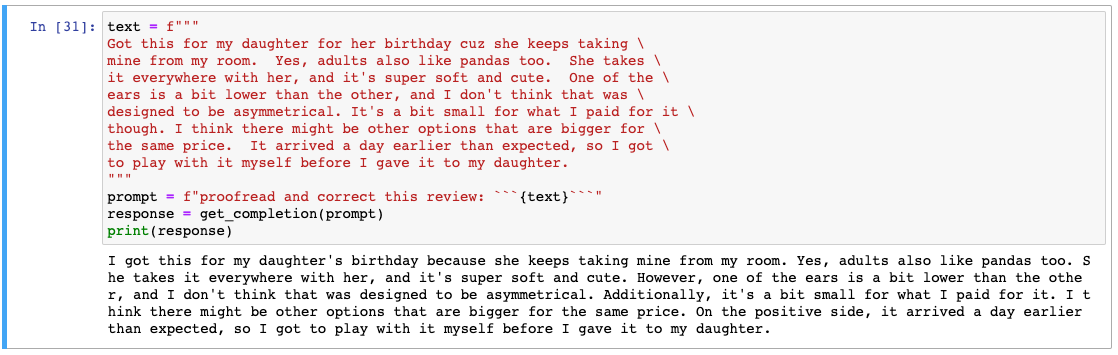 In [31]: text = f"""
Got this for my daughter for her birthday cuz she keeps taking \
mine from my room.  Yes, adults also like pandas too.  She takes \
it everywhere with her, and it's super soft and cute.  One of the \
ears is a bit lower than the other, and I don't think that was \
designed to be asymmetrical. It's a bit small for what I paid for it \
though. I think there might be other options that are bigger for \
the same price.  It arrived a day earlier than expected, so I got \
to play with it myself before I gave it to my daughter.
"""
prompt = f"proofread and correct this review: ```{text}```"
response = get_completion(prompt)
print(response)
I got this for my daughter's birthday because she keeps taking mine from my room. Yes, adults also like pandas too. S
he takes it everywhere with her, and it's super soft and cute. However, one of the ears is a bit lower than the othe
r, and I don't think that was designed to be asymmetrical. Additionally, it's a bit small for what I paid for it. I t
hink there might be other options that are bigger for the same price. On the positive side, it arrived a day earlier
than expected, so I got to play with it myself before I gave it to my daughter.